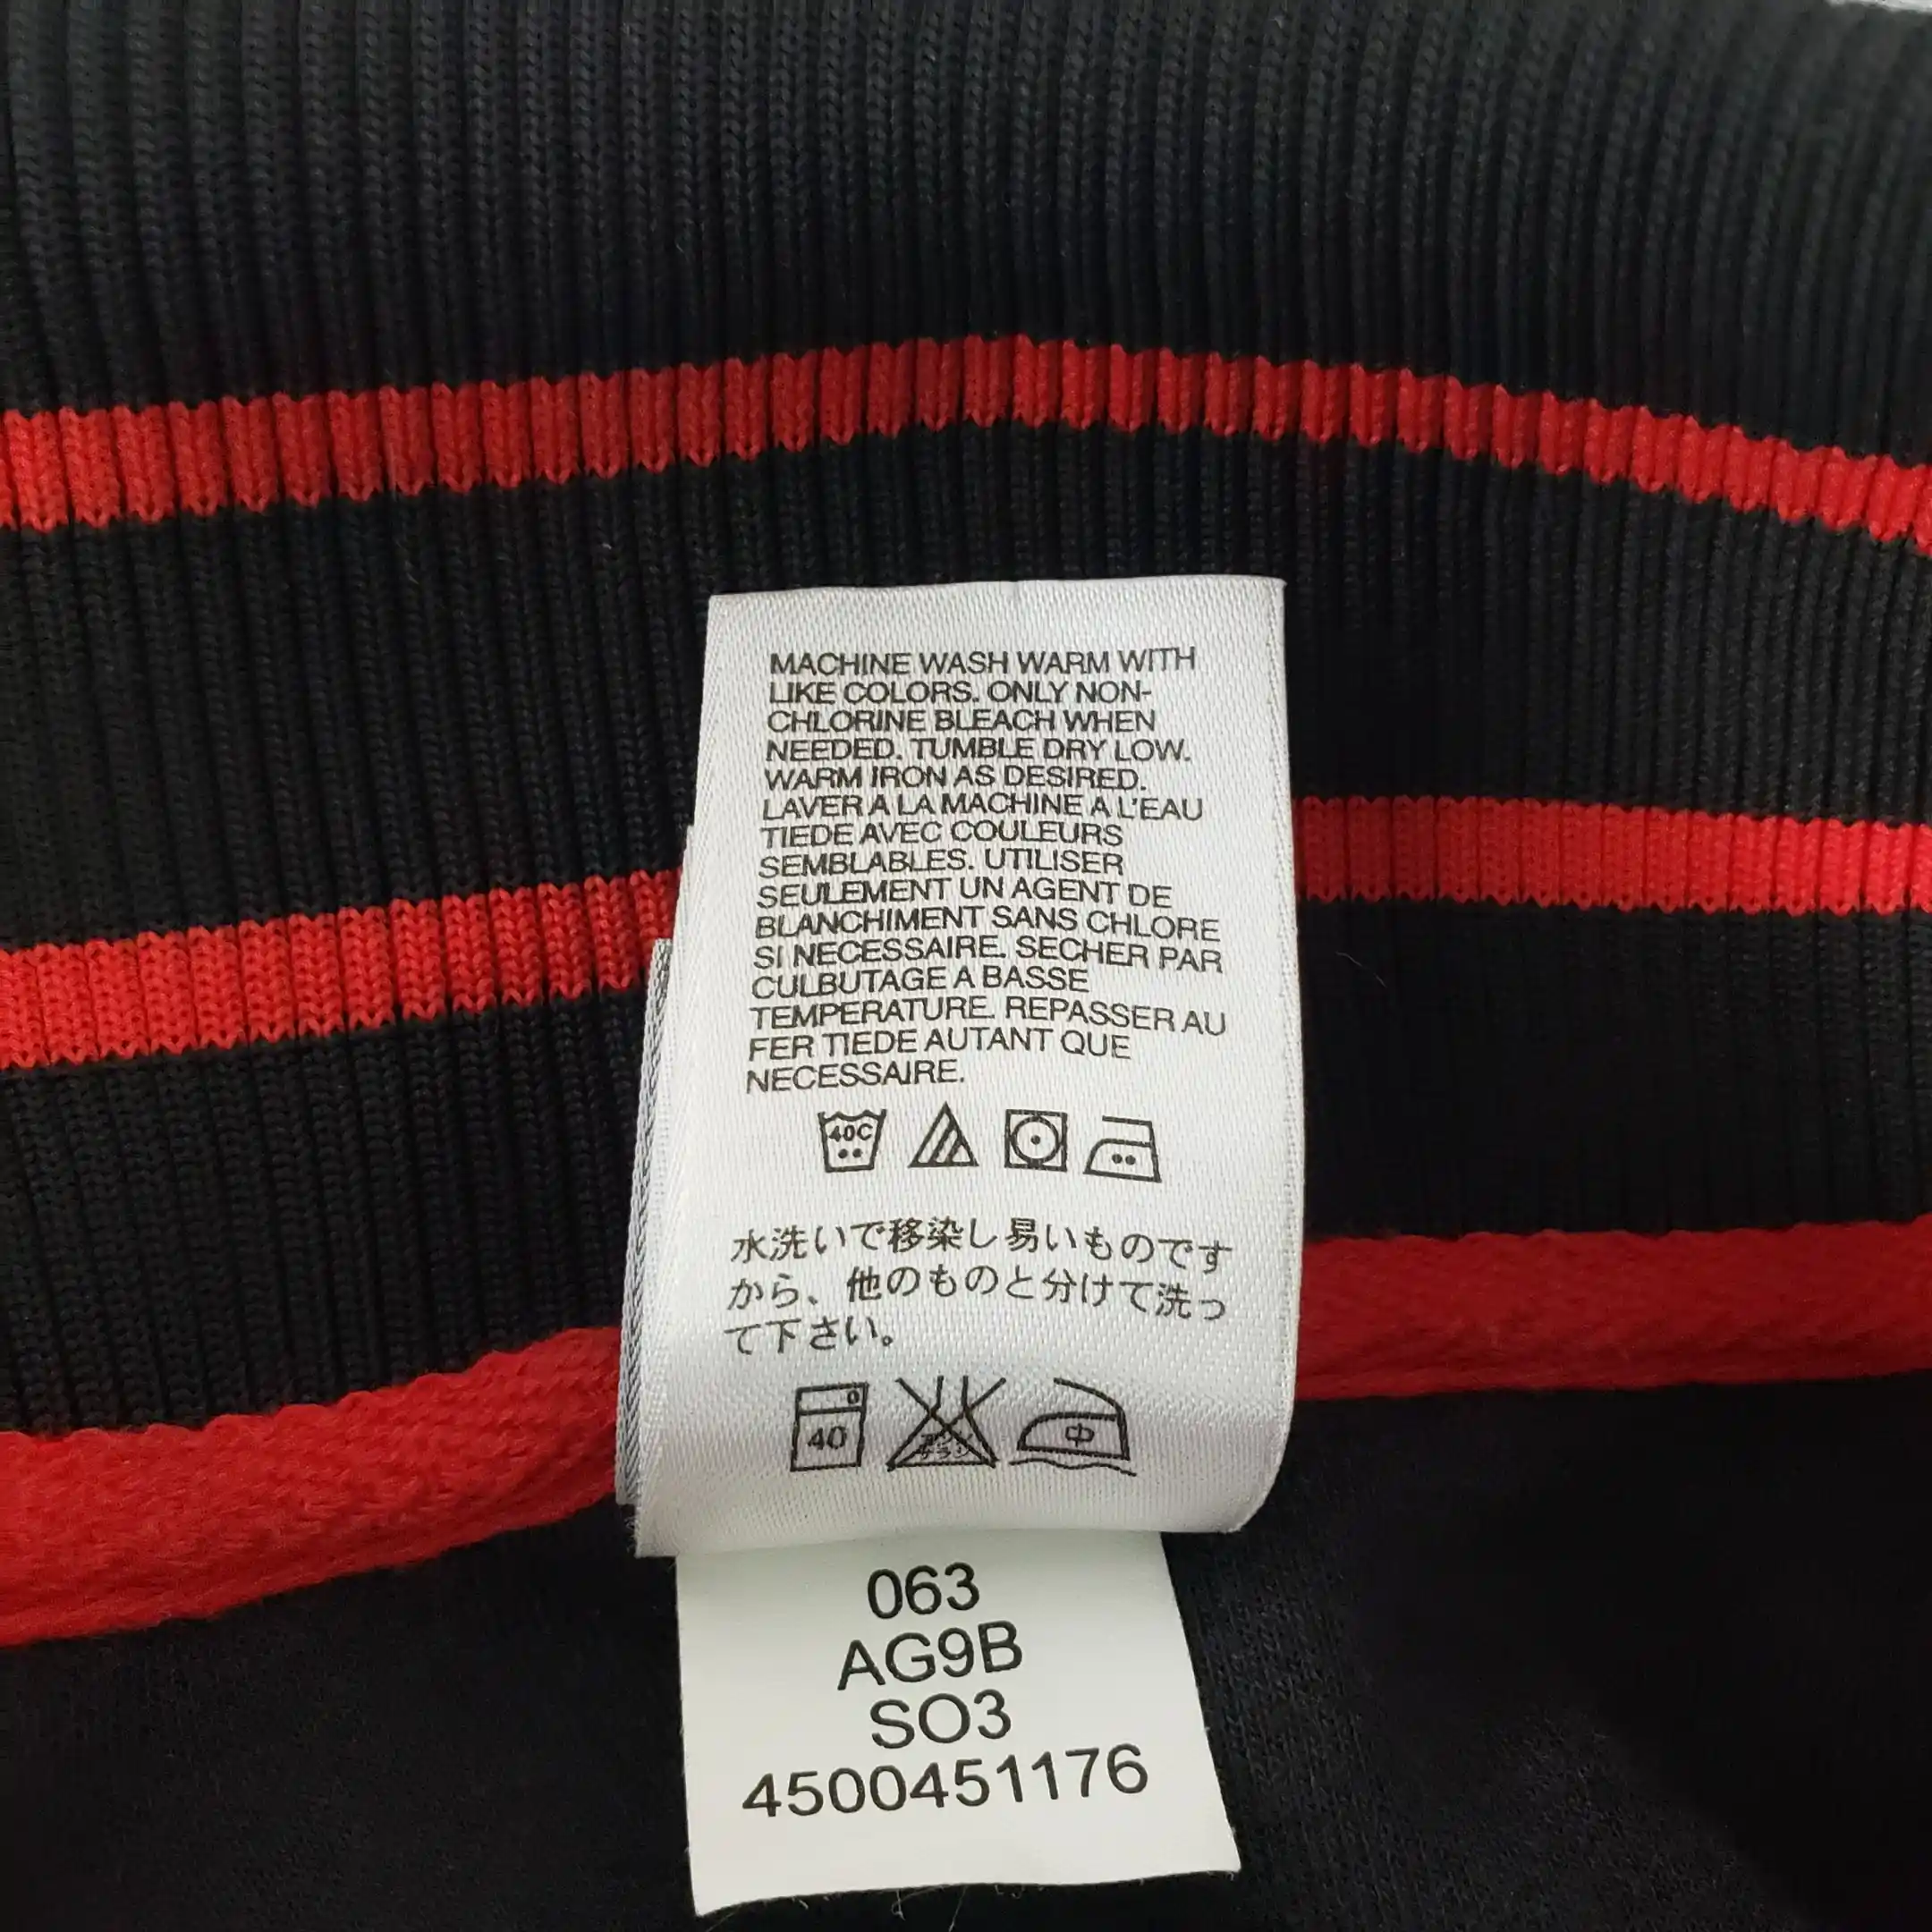 MACHINE WASH WARM WITH
LIKE COLORS. ONLY NON-
CHLORINE BLEACH WHEN
NEEDED. TUMBLE DRY LOW.
WARM IRON AS DESIRED.
LAVER A LA MACHINE A L'EAU
TIEDE AVEC COULEURS
SEMBLABLES. UTILISER
SEULEMENT UN AGENT DE
BLANCHIMENT SANS CHLORE
SI NECESSAIRE. SECHER PAR
CULBUTAGE A BASSE
TEMPERATURE. REPASSER AU
FER TIEDE AUTANT QUE
NECESSAIRE.
40C
水洗いで移染し易いものです
から、他のものと分けて洗っ
て下さい。
40 中
063
AG9B
SO3
4500451176